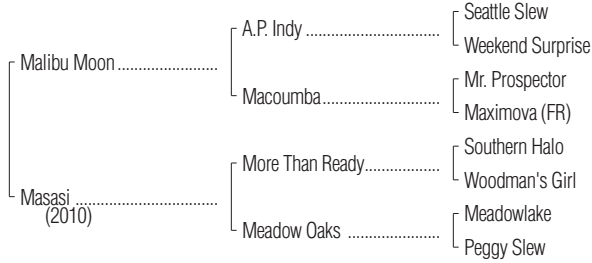 Seattle Slew
A.P. Indy ........................
Weekend Surprise
Malibu Moon ........................
Mr. Prospector
Macoumba ........................
Maximova (FR)
Southern Halo
More Than Ready..................
Woodman's Girl
Masasi ..................................
(2010)
Meadowlake
Meadow Oaks ......................
Peggy Slew